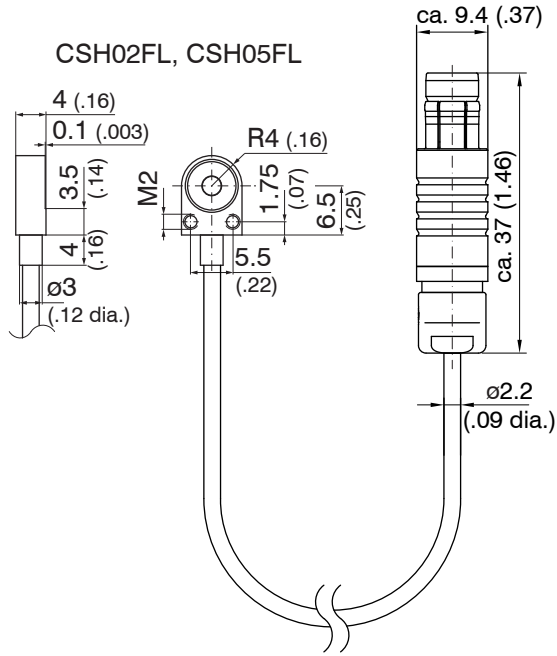 ca. 9.4 (.37)
CSH02FL, CSH05FL
4 (.16)
0.1 (.003)
R4 (.16)
3.5
(.14)
M2
1.75
(.07)
6.5
(.25)
ca. 37 (1.46)
4
(.16)
5.5
(.22)
ø3
(.12 dia.)
ø2.2
(.09 dia.)